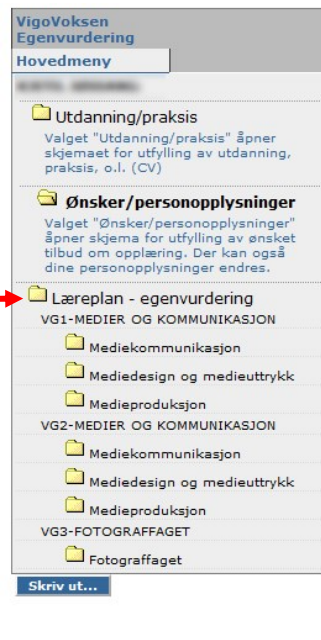 VigoVoksen
Egenvurdering
Hovedmeny
Utdanning/praksis
Valget "Utdanning/praksis" åpner
skjemaet for utfylling av utdanning,
praksis, o.l. (CV)
Ønsker/personopplysninger
Valget "Ønsker/personopplysninger"
åpner skjema for utfylling av ønsket
tilbud om opplæring. Der kan også
dine personopplysninger endres.
Læreplan - egenvurdering
VG1-MEDIER OG KOMMUNIKASJON
Mediekommunikasjon
Mediedesign og medieuttrykk
Medieproduksjon
VG2-MEDIER OG KOMMUNIKASJON
Mediekommunikasjon
Mediedesign og medieuttrykk
Medieproduksjon
VG3-FOTOGRAFFAGET
Fotograffaget
Skriv ut...